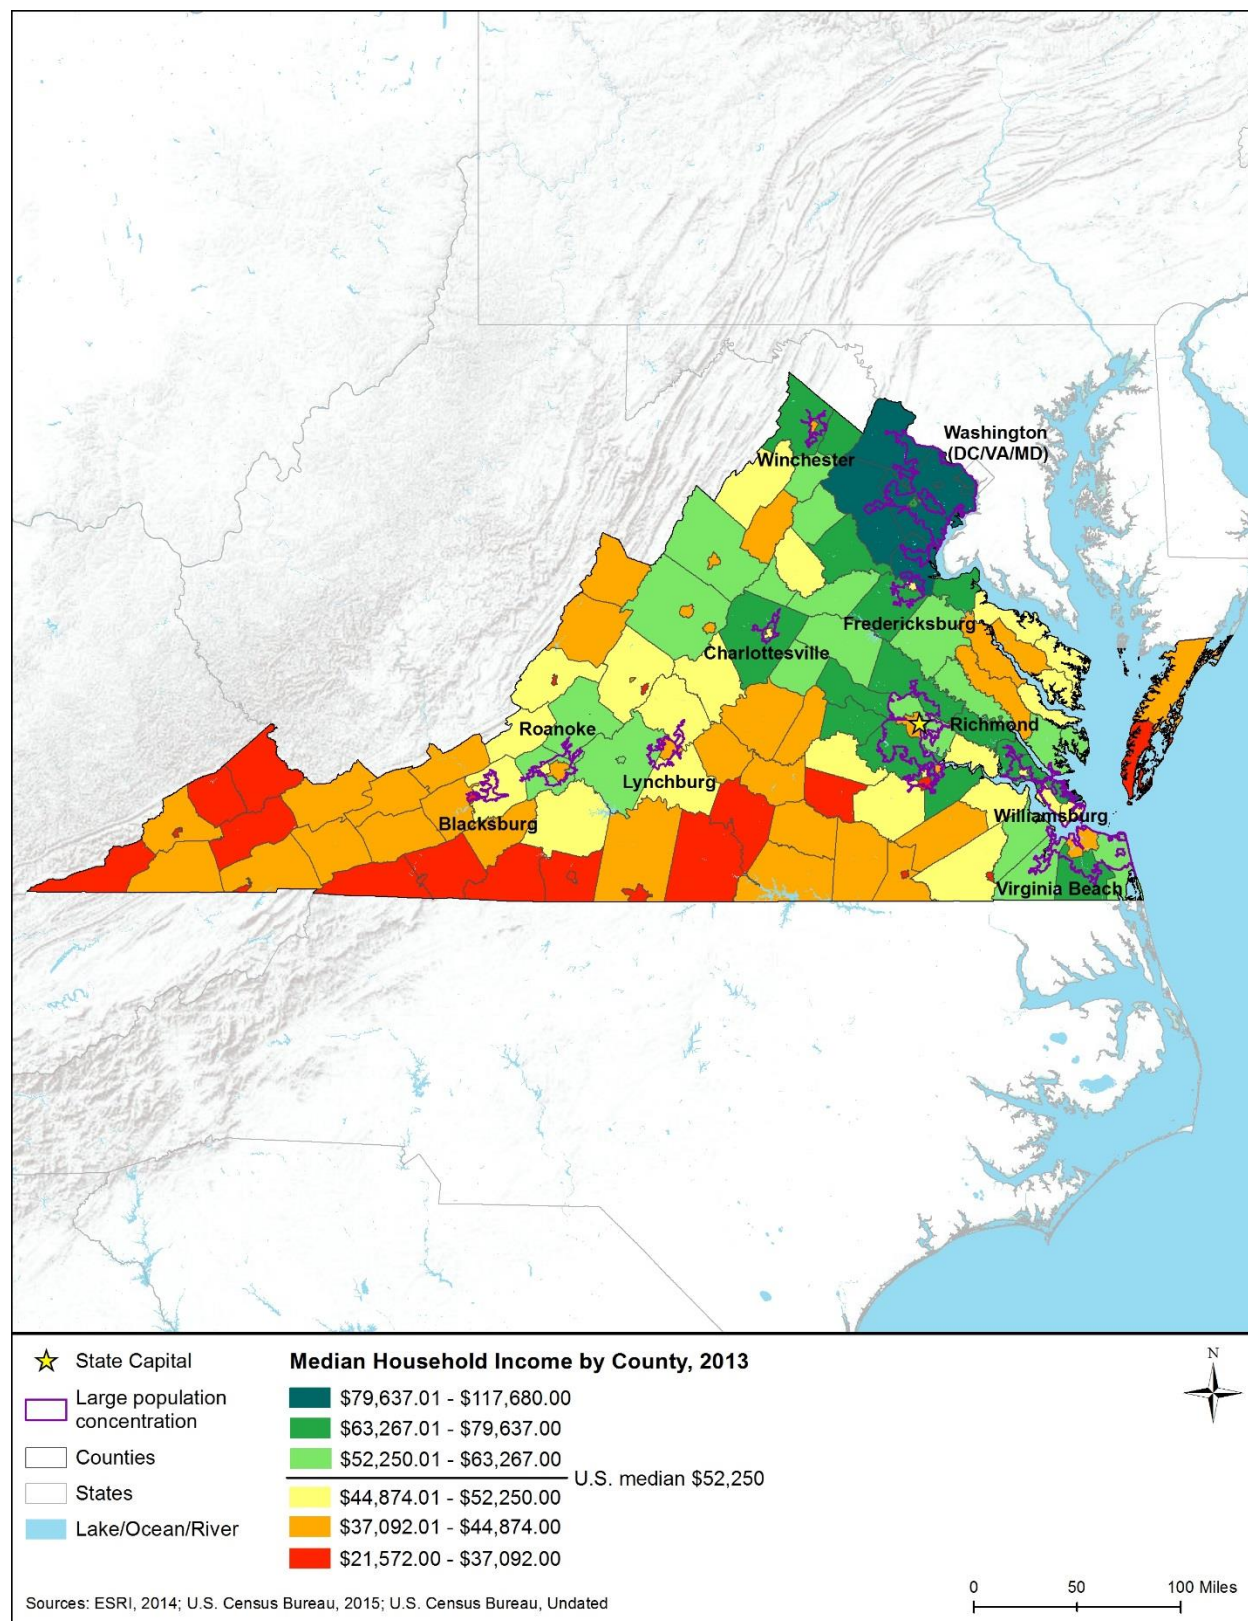 Washington
(DC/VA/MD)
Winchester
Fredericksburg
Charlottesville
Richmond
Roanoke
Lynchburg
Blacksburg
Williamsburg
Virginia Beach
State Capital
Large population
concentration
Counties
States
Lake/Ocean/River
Median Household Income by County, 2013
$79,637.01 - $117,680.00
$63,267.01 - $79,637.00
$52,250.01 - $63,267.00
U.S. median $52,250
$44,874.01 - $52,250.00
$37,092.01 - $44,874.00
$21,572.00 - $37,092.00
N
0 50 100 Miles
Sources: ESRI, 2014; U.S. Census Bureau, 2015; U.S. Census Bureau, Undated